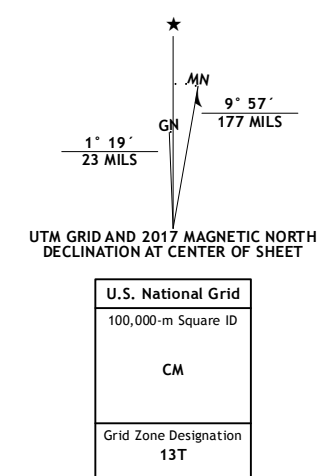 ★
MN
GN
9° 57´
177 MILS
1° 19´
23 MILS
UTM GRID AND 2017 MAGNETIC NORTH
DECLINATION AT CENTER OF SHEET
U.S. National Grid
100,000-m Square ID
CM
Grid Zone Designation
13T